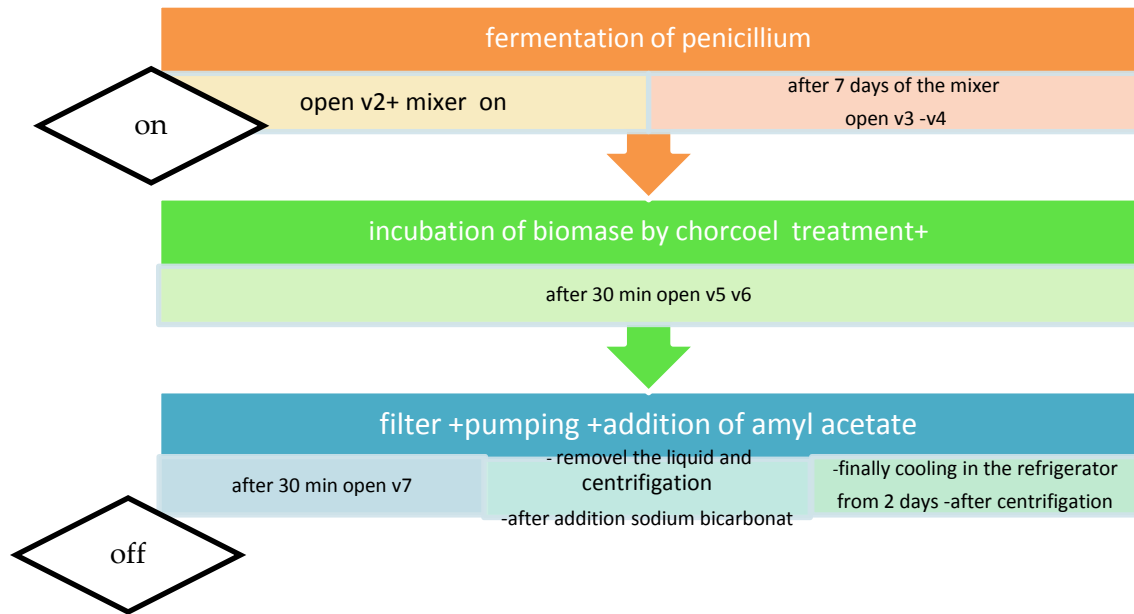 fermentation of penicillium
on
open v2+ mixer on
after 7 days of the mixer
open v3 -v4
incubation of biomase by chorcoel treatment+
after 30 min open v5 v6
filter +pumping +addition of amyl acetate
after 30 min open v7
- removel the liquid and
centrifigation
-after addition sodium bicarbonat
-finally cooling in the refrigerator
from 2 days -after centrifigation
off